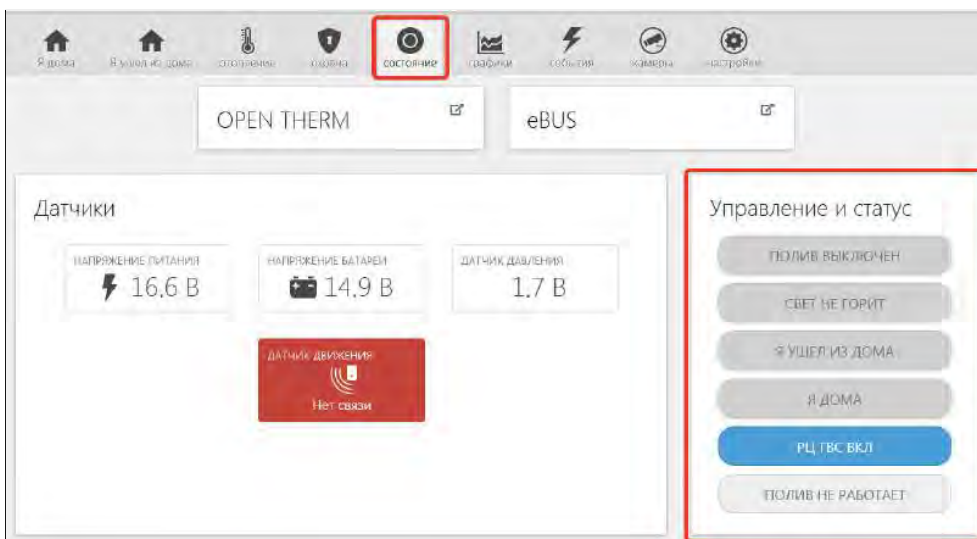 Я дома
Я ушел из дома
отопление
охрана
состояние
графики
события
камеры
настройки
OPEN THERM
eBUS
Датчики
НАПРЯЖЕНИЕ ПИТАНИЯ
16,6 В
НАПРЯЖЕНИЕ БАТАРЕИ
14,9 В
ДАТЧИК ДАВЛЕНИЯ
1,7 В
ДАТЧИК ДВИЖЕНИЯ
Нет связи
Управление и статус
ПОЛИВ ВЫКЛЮЧЕН
СВЕТ НЕ ГОРИТ
Я УШЕЛ ИЗ ДОМА
Я ДОМА
РЦ ГВС ВКЛ
ПОЛИВ НЕ РАБОТАЕТ